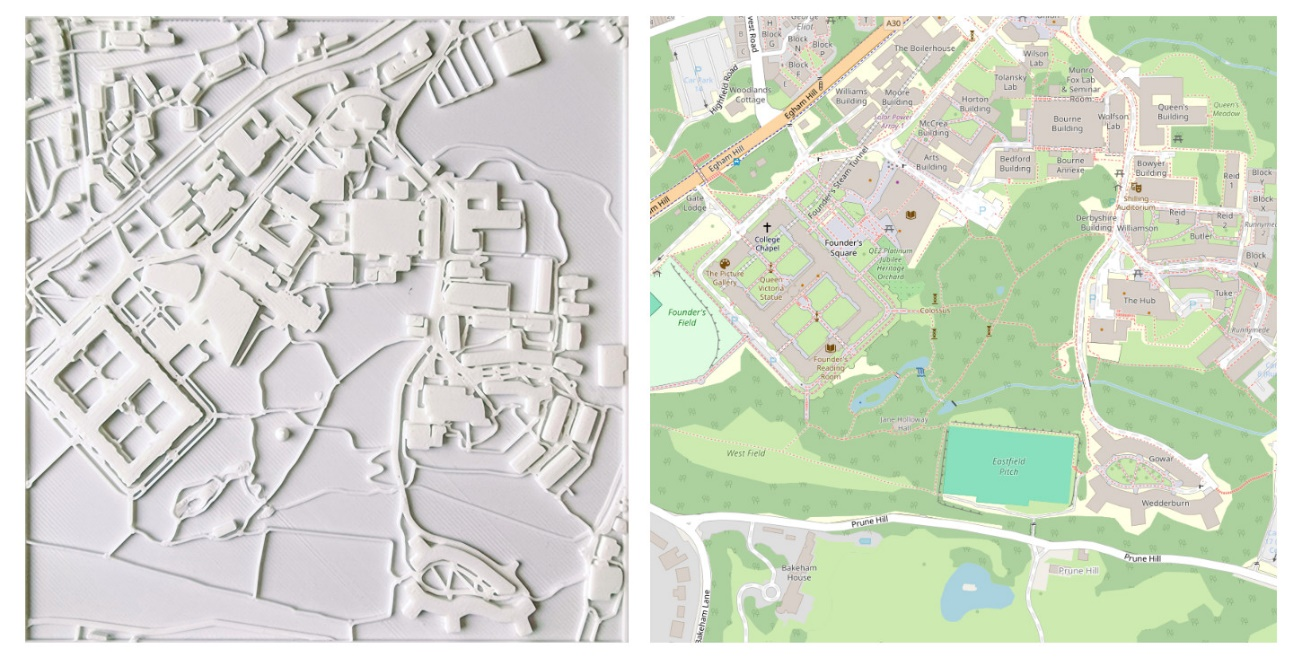 A30
George
Eliot
Block
G
Block
N
Block
P
Highfield Road
Car Park
Woodlands
Cottage
Egham Hill
The Boilerhouse
Williams
Building
Moore
Building
Wilson
Lab
Tolansky
Lab
Munro
Fox Lab
& Seminar
Room
Horton
Building
McCrea
Building
Bourne
Building
Wolfson
Lab
Queen's
Building
Queen's
Meadow
Egham Hill
Founder's Steam Tunnel
Arts
Building
Bedford
Building
Bourne
Annexe
Bowyer
Building
Reid
1
Block
Block
X
Gate
Lodge
College
Chapel
Founder's
Square
P
Derbyshire
Building
Shilling
Auditorium
Williamson
Reid
3
Reid
2
Butler
Block
V
The Picture
Gallery
Queen
Victoria
Statue
QEII Platinum
Jubilee
Heritage
Orchard
The Hub
Tuke
Runnymede
Founder's
Field
Colossus
Founder's
Reading
Room
Jane Holloway
Hall
West Field
Eastfield
Pitch
Gowar
Wedderburn
Prune Hill
Prune Hill
Bakeham
House
Prune Hill
Bakeham Lane